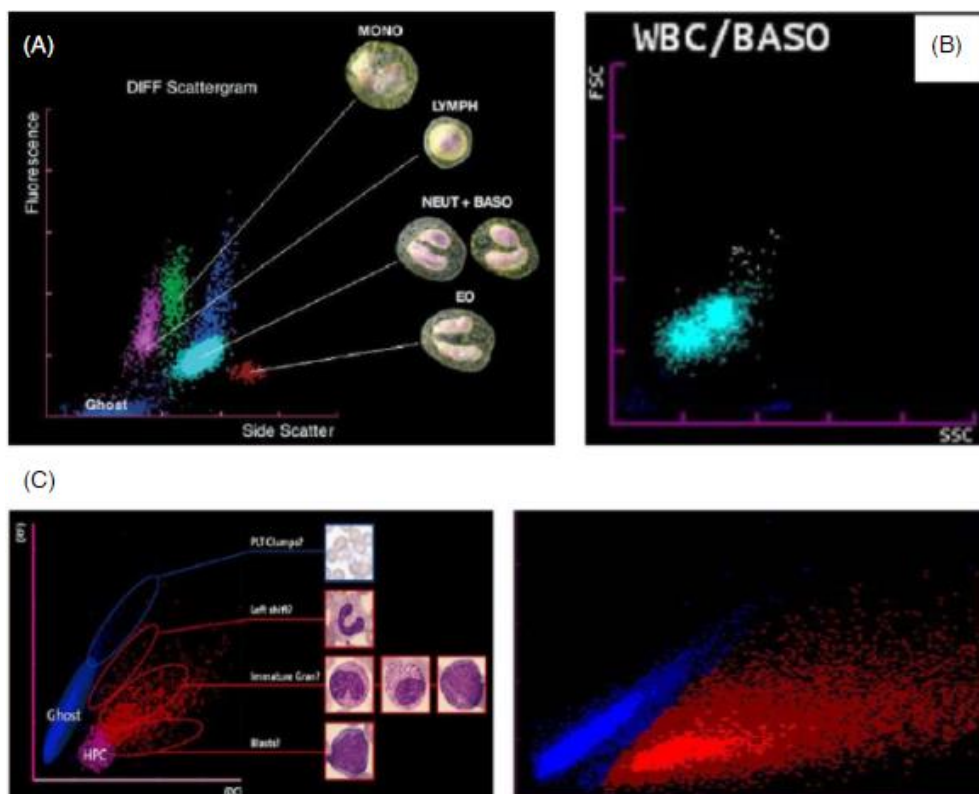 (A)
MONO
DIFF Scattergram
LYMPH
Fluorescence
NEUT + BASO
EO
Ghost
Side Scatter
WBC/BASO
(B)
FSC
SSC
(C)
(RF)
PLT Clumps?
Left shift?
Immature Gran?
Ghost
HPC
Blasts?